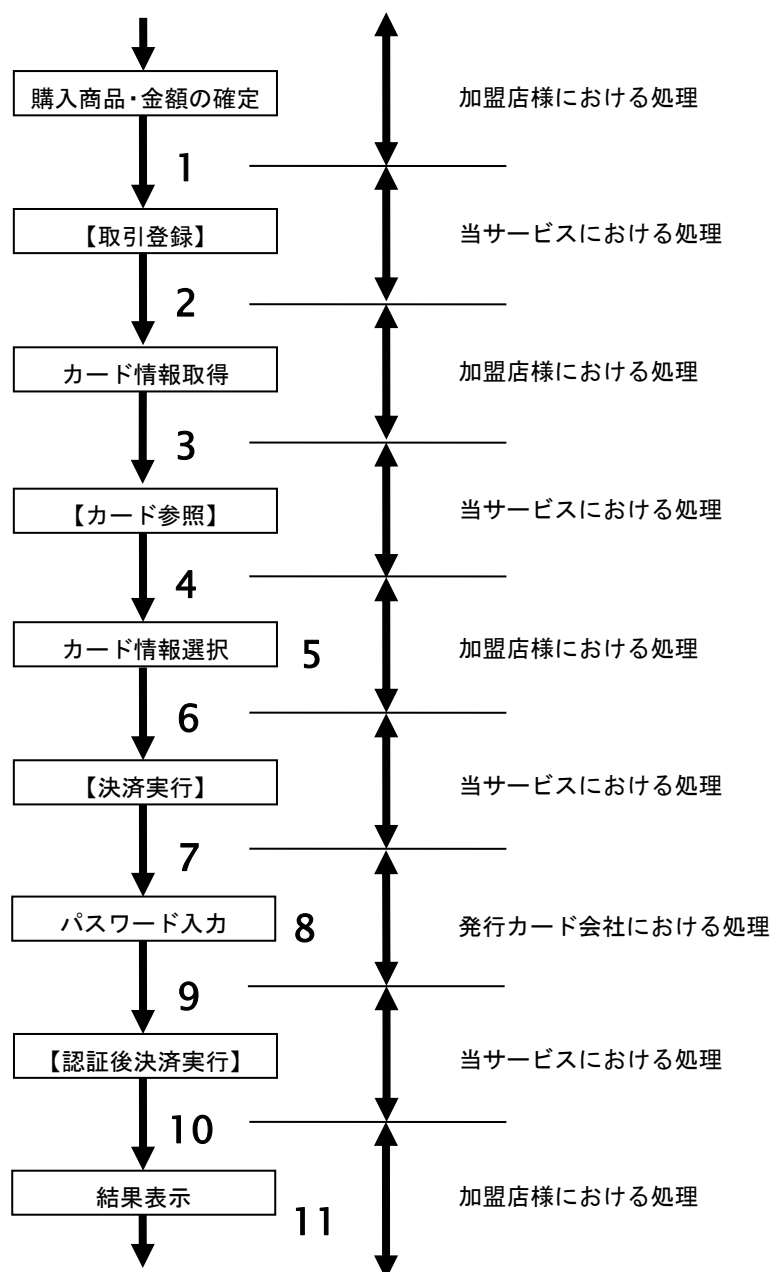 購入商品・金額の確定
加盟店様における処理
1
【取引登録】
当サービスにおける処理
2
カード情報取得
加盟店様における処理
3
【カード参照】
当サービスにおける処理
4
カード情報選択
5
加盟店様における処理
6
【決済実行】
当サービスにおける処理
7
パスワード入力
8
発行カード会社における処理
9
【認証後決済実行】
当サービスにおける処理
10
結果表示
11
加盟店様における処理